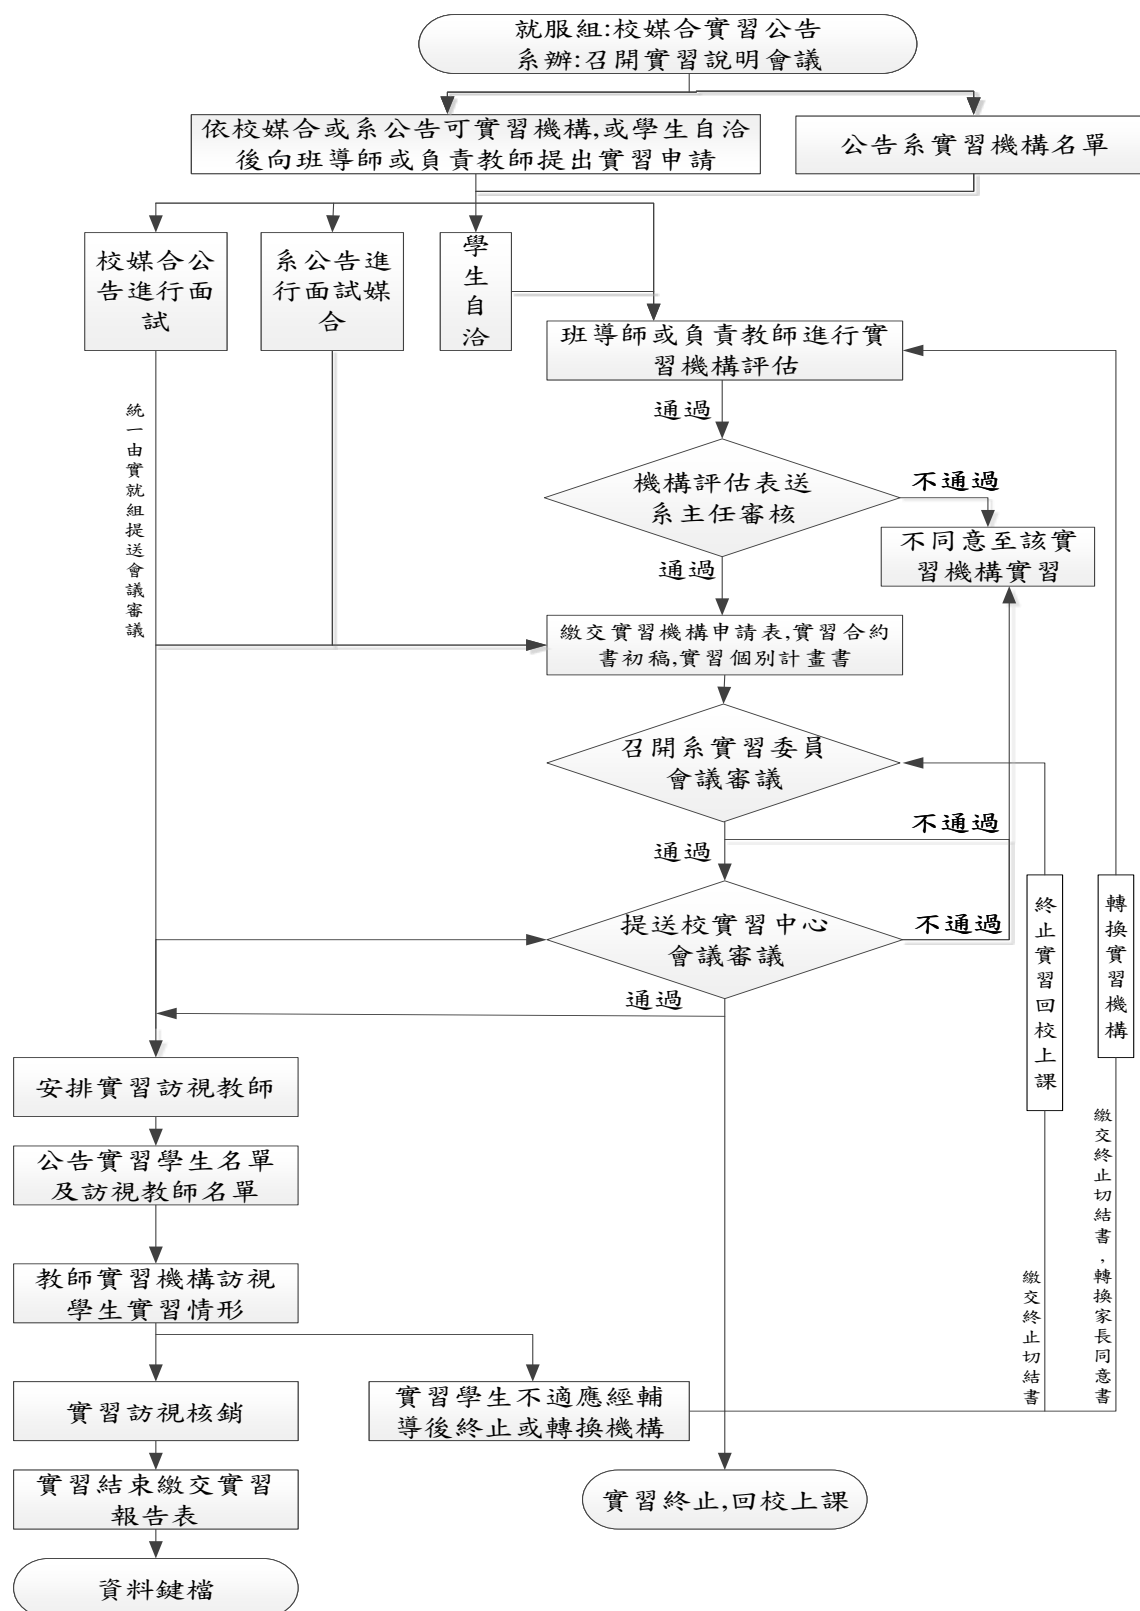 就服組:校媒合實習公告
系辦:召開實習說明會議
依校媒合或系公告可實習機構,或學生自洽
後向班導師或負責教師提出實習申請
公告系實習機構名單
校媒合公
告進行面
試
系公告進
行面試媒
合
學
生
自
洽
班導師或負責教師進行實
習機構評估
統一由實就組提送會議審議
通過
機構評估表送
系主任審核
不通過
不同意至該實
習機構實習
通過
繳交實習機構申請表,實習合約
書初稿,實習個別計畫書
召開系實習委員
會議審議
不通過
通過
提送校實習中心
會議審議
不通過
通過
終止實習回校上課
轉換實習機構
安排實習訪視教師
公告實習學生名單
及訪視教師名單
繳交終止切結書,轉換家長同意書
教師實習機構訪視
學生實習情形
繳交終止切結書
實習訪視核銷
實習學生不適應經輔
導後終止或轉換機構
實習結束繳交實習
報告表
實習終止,回校上課
資料鍵檔